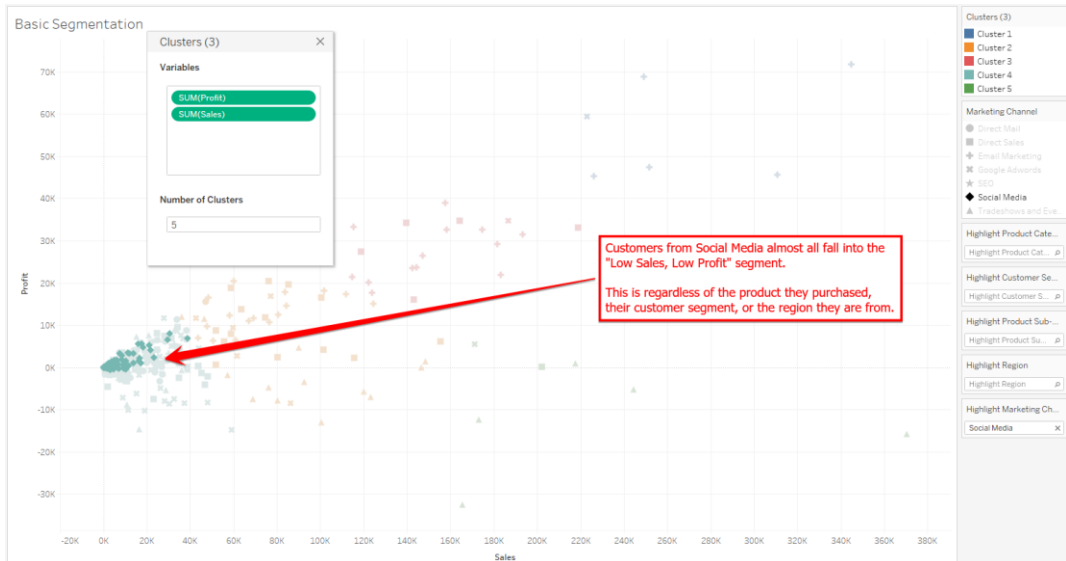 Basic Segmentation
Clusters (3)
Variables
SUM(Profit)
SUM(Sales)
Number of Clusters
5
Customers from Social Media almost all fall into the
"Low Sales, Low Profit" segment.
This is regardless of the product they purchased,
their customer segment, or the region they are from.
Profit
70K
60K
50K
40K
30K
20K
10K
0K
-10K
-20K
-30K
-20K 0K 20K 40K 60K 80K 100K 120K 140K 160K 180K 200K 220K 240K 260K 280K 300K 320K 340K 360K 380K
Sales
Clusters (3)
Cluster 1
Cluster 2
Cluster 3
Cluster 4
Cluster 5
Marketing Channel
Direct Mail
Direct Sales
Email Marketing
Google Adwords
SEO
Social Media
Tradeshows and Eve...
Highlight Product Cate...
Highlight Product Cat...
Highlight Customer Se...
Highlight Customer S...
Highlight Product Sub-...
Highlight Product Su...
Highlight Region
Highlight Region
Highlight Marketing Ch...
Social Media